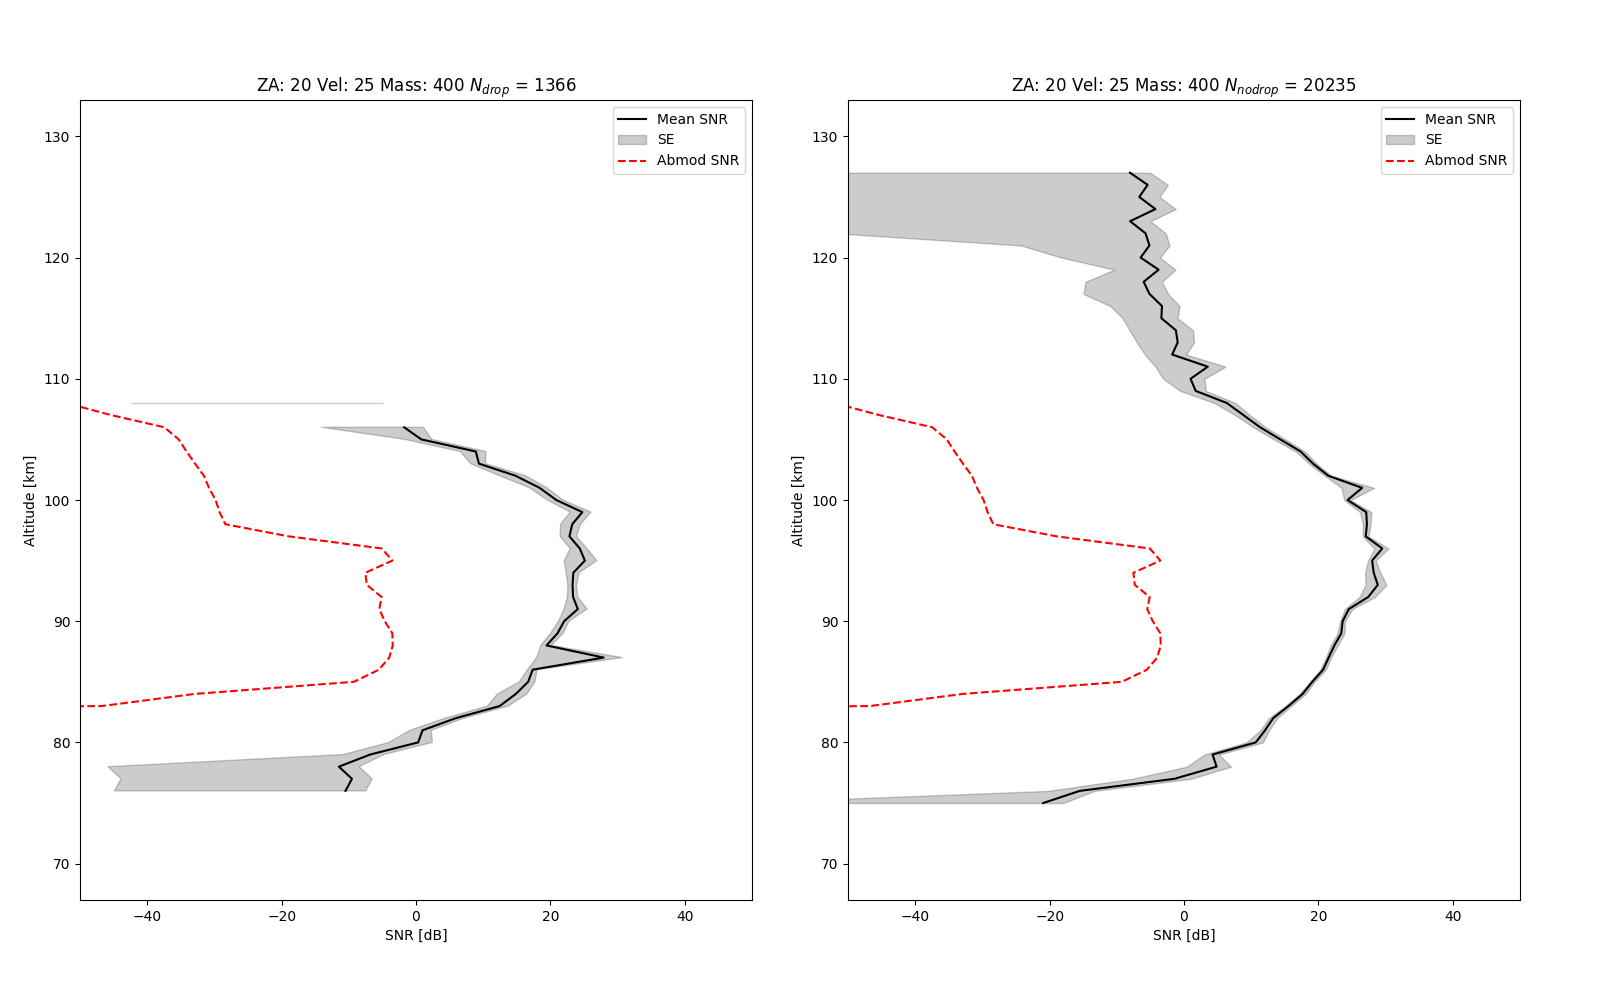 ZA: 20 Vel: 25 Mass: 400 N_drop = 1366
Mean SNR
SE
Abmod SNR
130
120
110
100
90
80
70
Altitude [km]
−40 −20 0 20 40
SNR [dB]
ZA: 20 Vel: 25 Mass: 400 N_nodrop = 20235
Mean SNR
SE
Abmod SNR
130
120
110
100
90
80
70
Altitude [km]
−40 −20 0 20 40
SNR [dB]